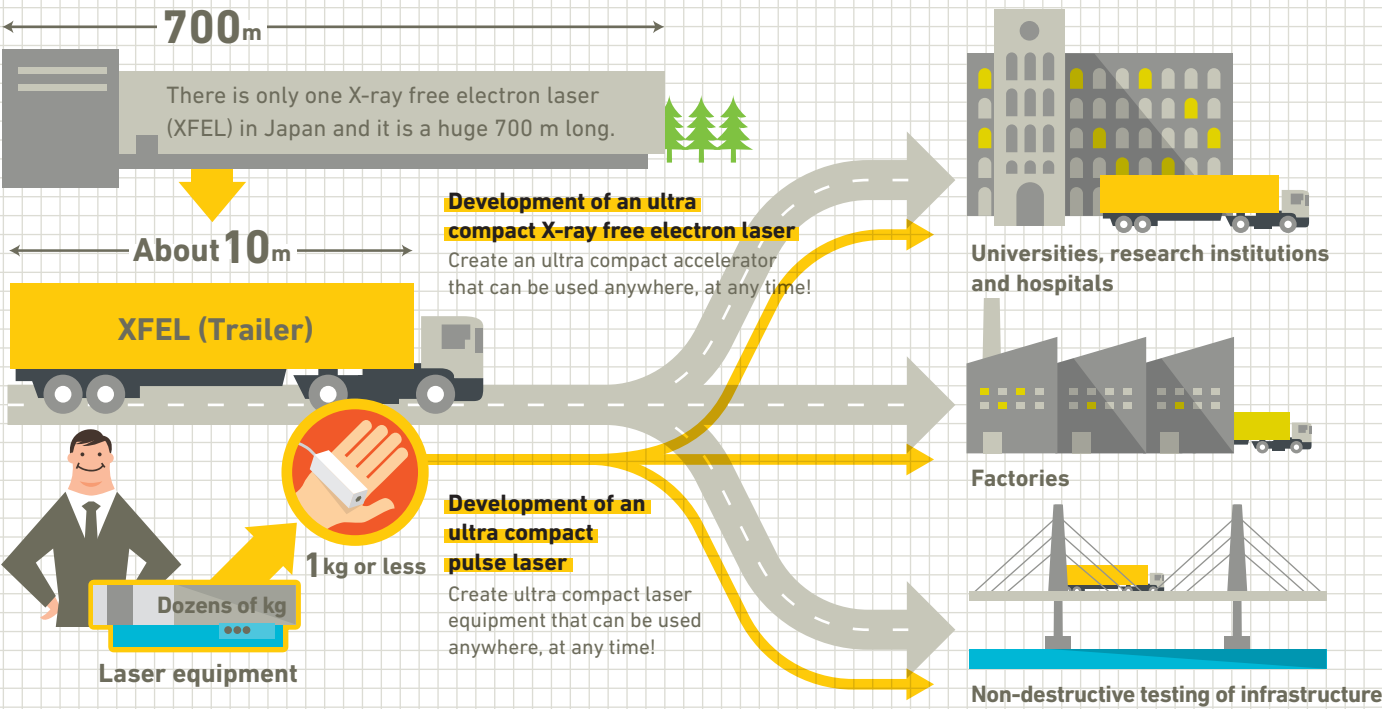 700m
There is only one X-ray free electron laser
(XFEL) in Japan and it is a huge 700 m long.
About 10m
XFEL (Trailer)
Development of an ultra
compact X-ray free electron laser
Create an ultra compact accelerator
that can be used anywhere, at any time!
Universities, research institutions
and hospitals
Factories
1kg or less
Dozens of kg
Laser equipment
Development of an
ultra compact
pulse laser
Create ultra compact laser
equipment that can be used
anywhere, at any time!
Non-destructive testing of infrastructure